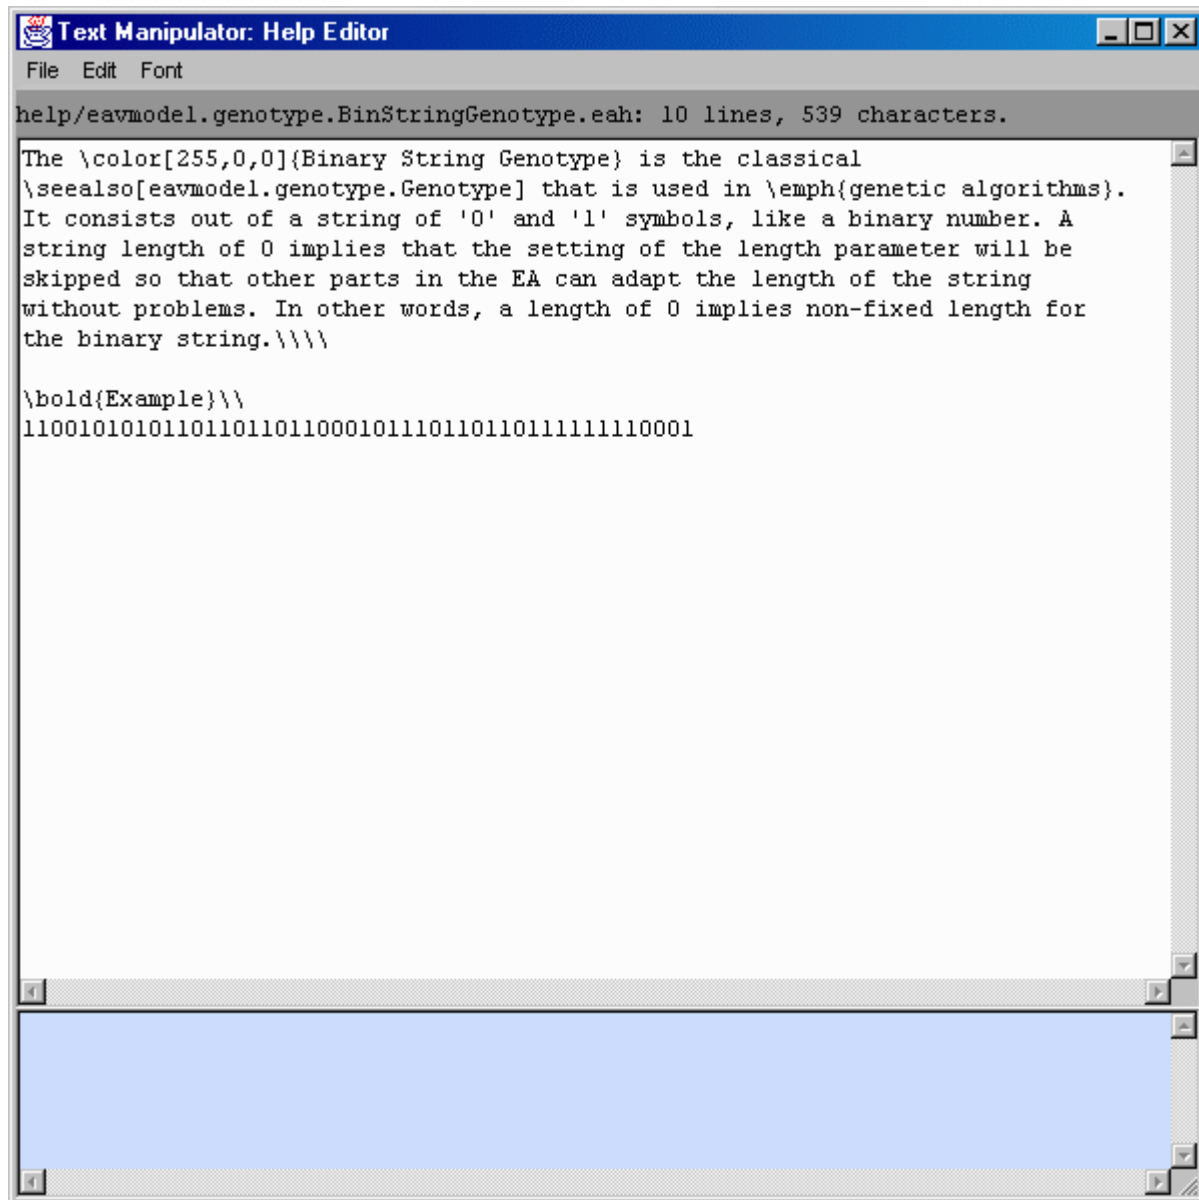 Text Manipulator: Help Editor
File Edit Font
help/eavmodel.genotype.BinStringGenotype.eah: 10 lines, 539 characters.
The \color[255,0,0]{Binary String Genotype} is the classical
\seealso[eavmodel.genotype.Genotype] that is used in \emph{genetic algorithms}.
It consists out of a string of '0' and '1' symbols, like a binary number. A
string length of 0 implies that the setting of the length parameter will be
skipped so that other parts in the EA can adapt the length of the string
without problems. In other words, a length of 0 implies non-fixed length for
the binary string.\\\\
\bold{Example}\\
110010101011011011011000101110110110111111110001